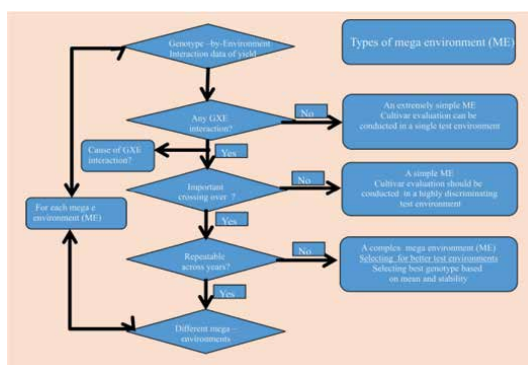 Genotype –by-Environment
Interaction data of yield
Types of mega environment (ME)
Any GXE
interaction?
No
An extremely simple ME
Cultivar evaluation can be
conducted in a single test environment
Yes
Cause of GXE
interaction?
Important
crossing over ?
No
A simple ME
Cultivar evaluation should be
conducted in a highly discriminating
test environment
Yes
For each mega e
environment (ME)
Repeatable
across years?
No
A complex mega environment (ME)
Selecting for better test environments
Selecting best genotype based
on mean and stability
Yes
Different mega –
environments